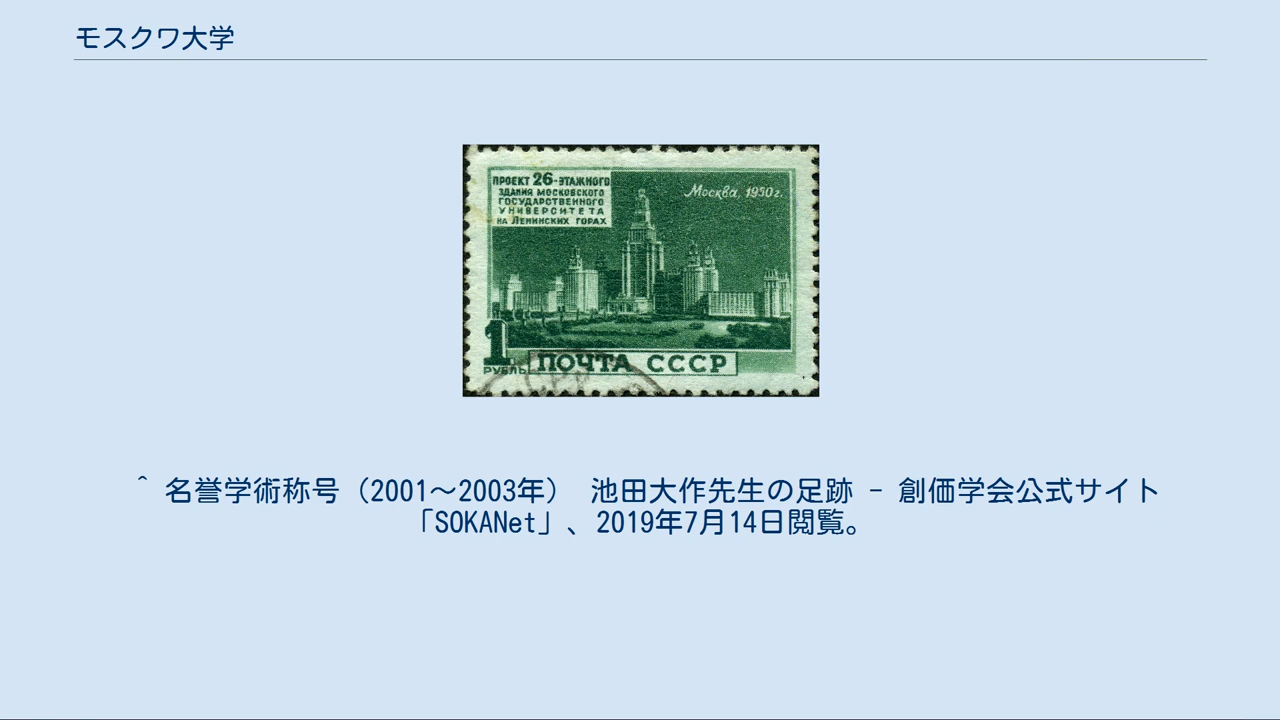 モスクワ大学
ПРОЕКТ 26-ЭТАЖНОГО
ЗДАНИЯ МОСКОВСКОГО
ГОСУДАРСТВЕННОГО
УНИВЕРСИТЕТА
НА ЛЕНИНСКИХ ГОРАХ
Москва, 1950г.
1
РУБЛЬ
ПОЧТА СССР
^ 名誉学術称号（2001～2003年） 池田大作先生の足跡 - 創価学会公式サイト
「SOKANet」、2019年7月14日閲覧。